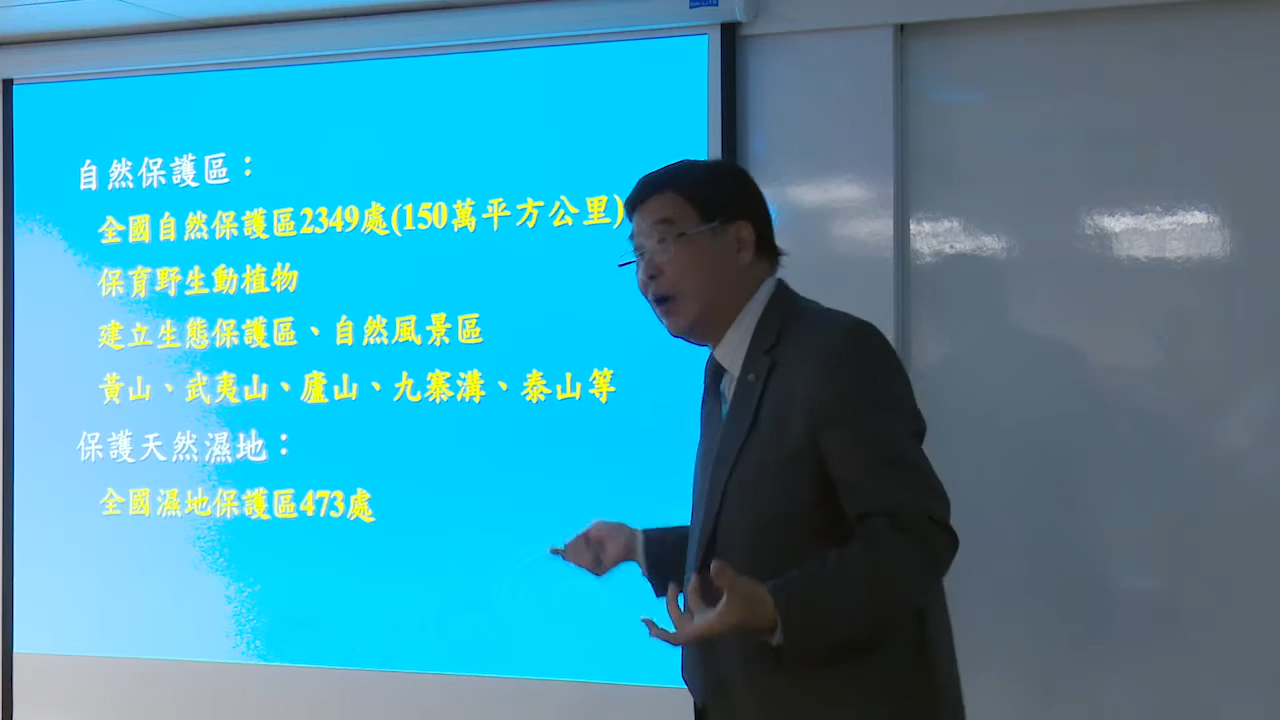 DA-LITE
自然保護區：
全國自然保護區2349處(150萬平方公里)
保育野生動植物
建立生態保護區、自然風景區
黃山、武夷山、廬山、九寨溝、泰山等
保護天然濕地：
全國濕地保護區473處